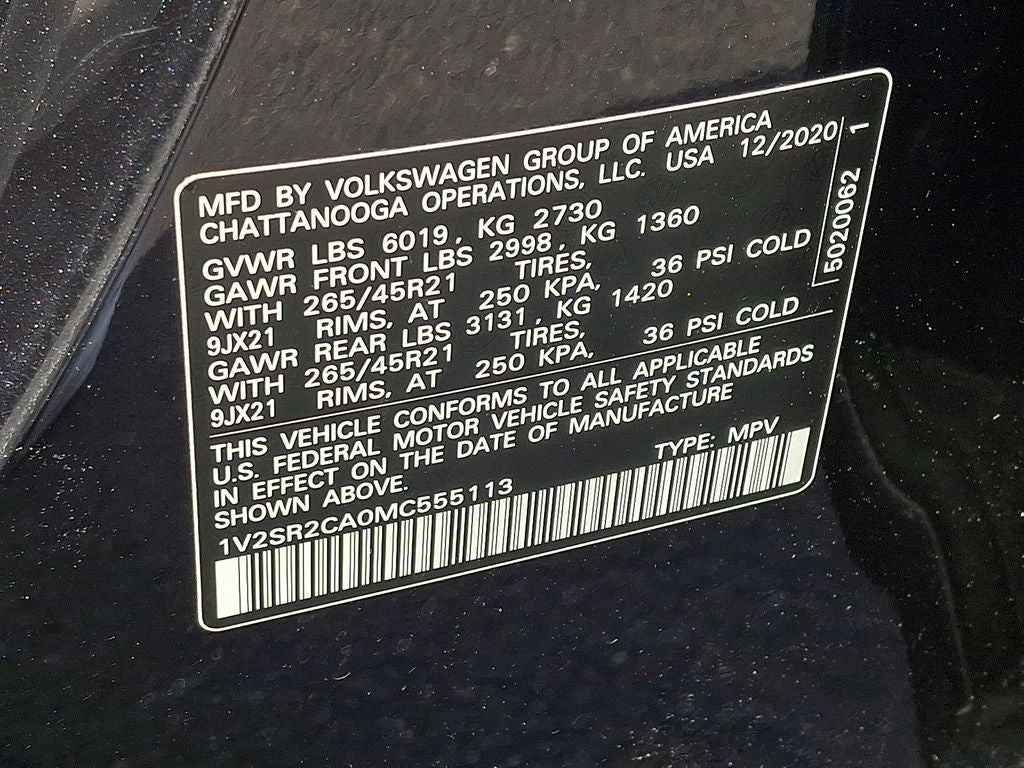 MFD BY VOLKSWAGEN GROUP OF AMERICA
CHATTANOOGA OPERATIONS, LLC. USA 12/2020
GVWR LBS 6019, KG 2730
GAWR FRONT LBS 2998, KG 1360
WITH 265/45R21 TIRES,
9JX21 RIMS, AT 250 KPA, 36 PSI COLD
GAWR REAR LBS 3131, KG 1420
WITH 265/45R21 TIRES,
9JX21 RIMS, AT 250 KPA, 36 PSI COLD
THIS VEHICLE CONFORMS TO ALL APPLICABLE
U.S. FEDERAL MOTOR VEHICLE SAFETY STANDARDS
IN EFFECT ON THE DATE OF MANUFACTURE
SHOWN ABOVE. TYPE: MPV
1V2SR2CA0MC555113
5020062 1